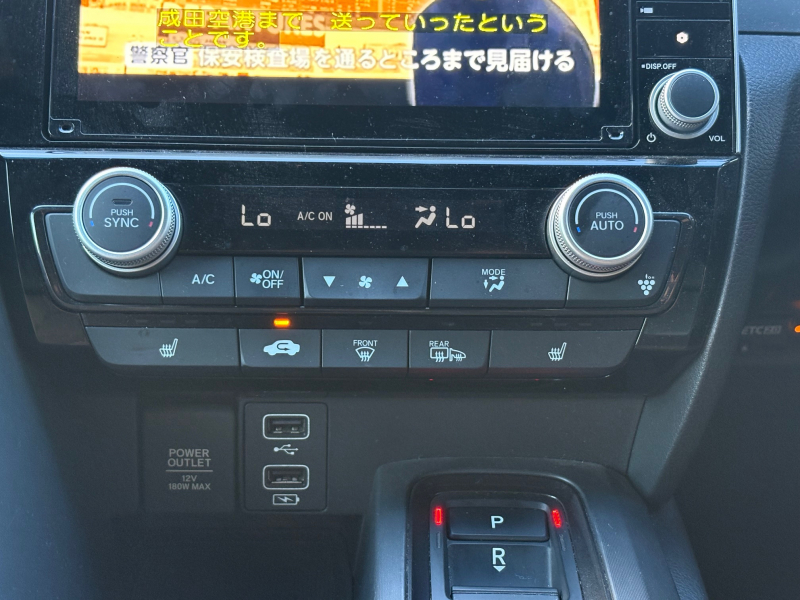 成田空港まで　送っていったという
ことです。
警察官 保安検査場を通るところまで見届ける
DISP.OFF
VOL
PUSH
SYNC
Lo
A/C ON
Lo
PUSH
AUTO
A/C
ON/
OFF
MODE
FRONT
REAR
POWER
OUTLET
12V
180W MAX
P
R